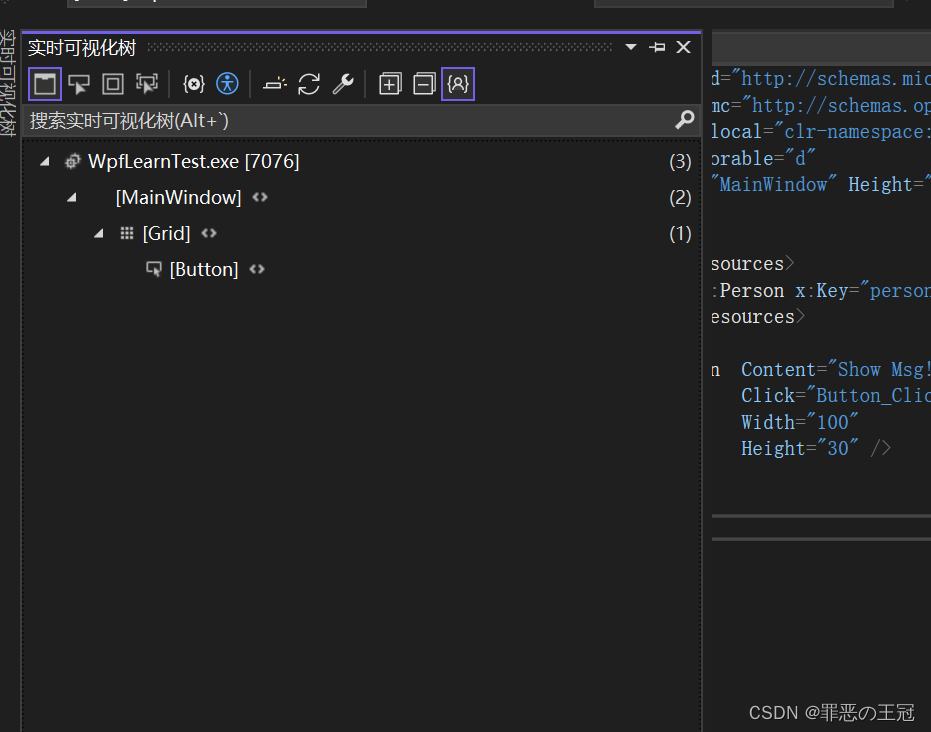 实时可视化树
实时可视化树
搜索实时可视化树(Alt+`)
WpfLearnTest.exe [7076] (3)
[MainWindow] (2)
[Grid] (1)
[Button]
d="http://schemas.mic
mc="http://schemas.op
local="clr-namespace:
orable="d"
"MainWindow" Height="
sources>
:Person x:Key="person
esources>
n Content="Show Msg!
Click="Button_Clic
Width="100"
Height="30" />
CSDN @罪恶の王冠